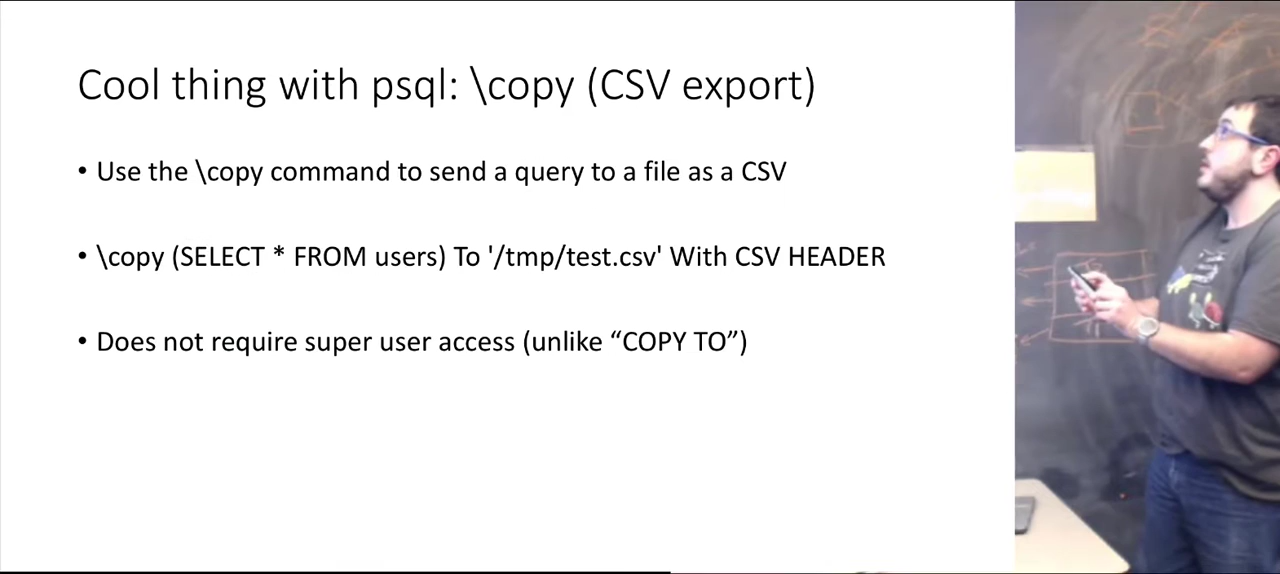 Cool thing with psql: \copy (CSV export)
• Use the \copy command to send a query to a file as a CSV
• \copy (SELECT * FROM users) To '/tmp/test.csv' With CSV HEADER
• Does not require super user access (unlike “COPY TO”)